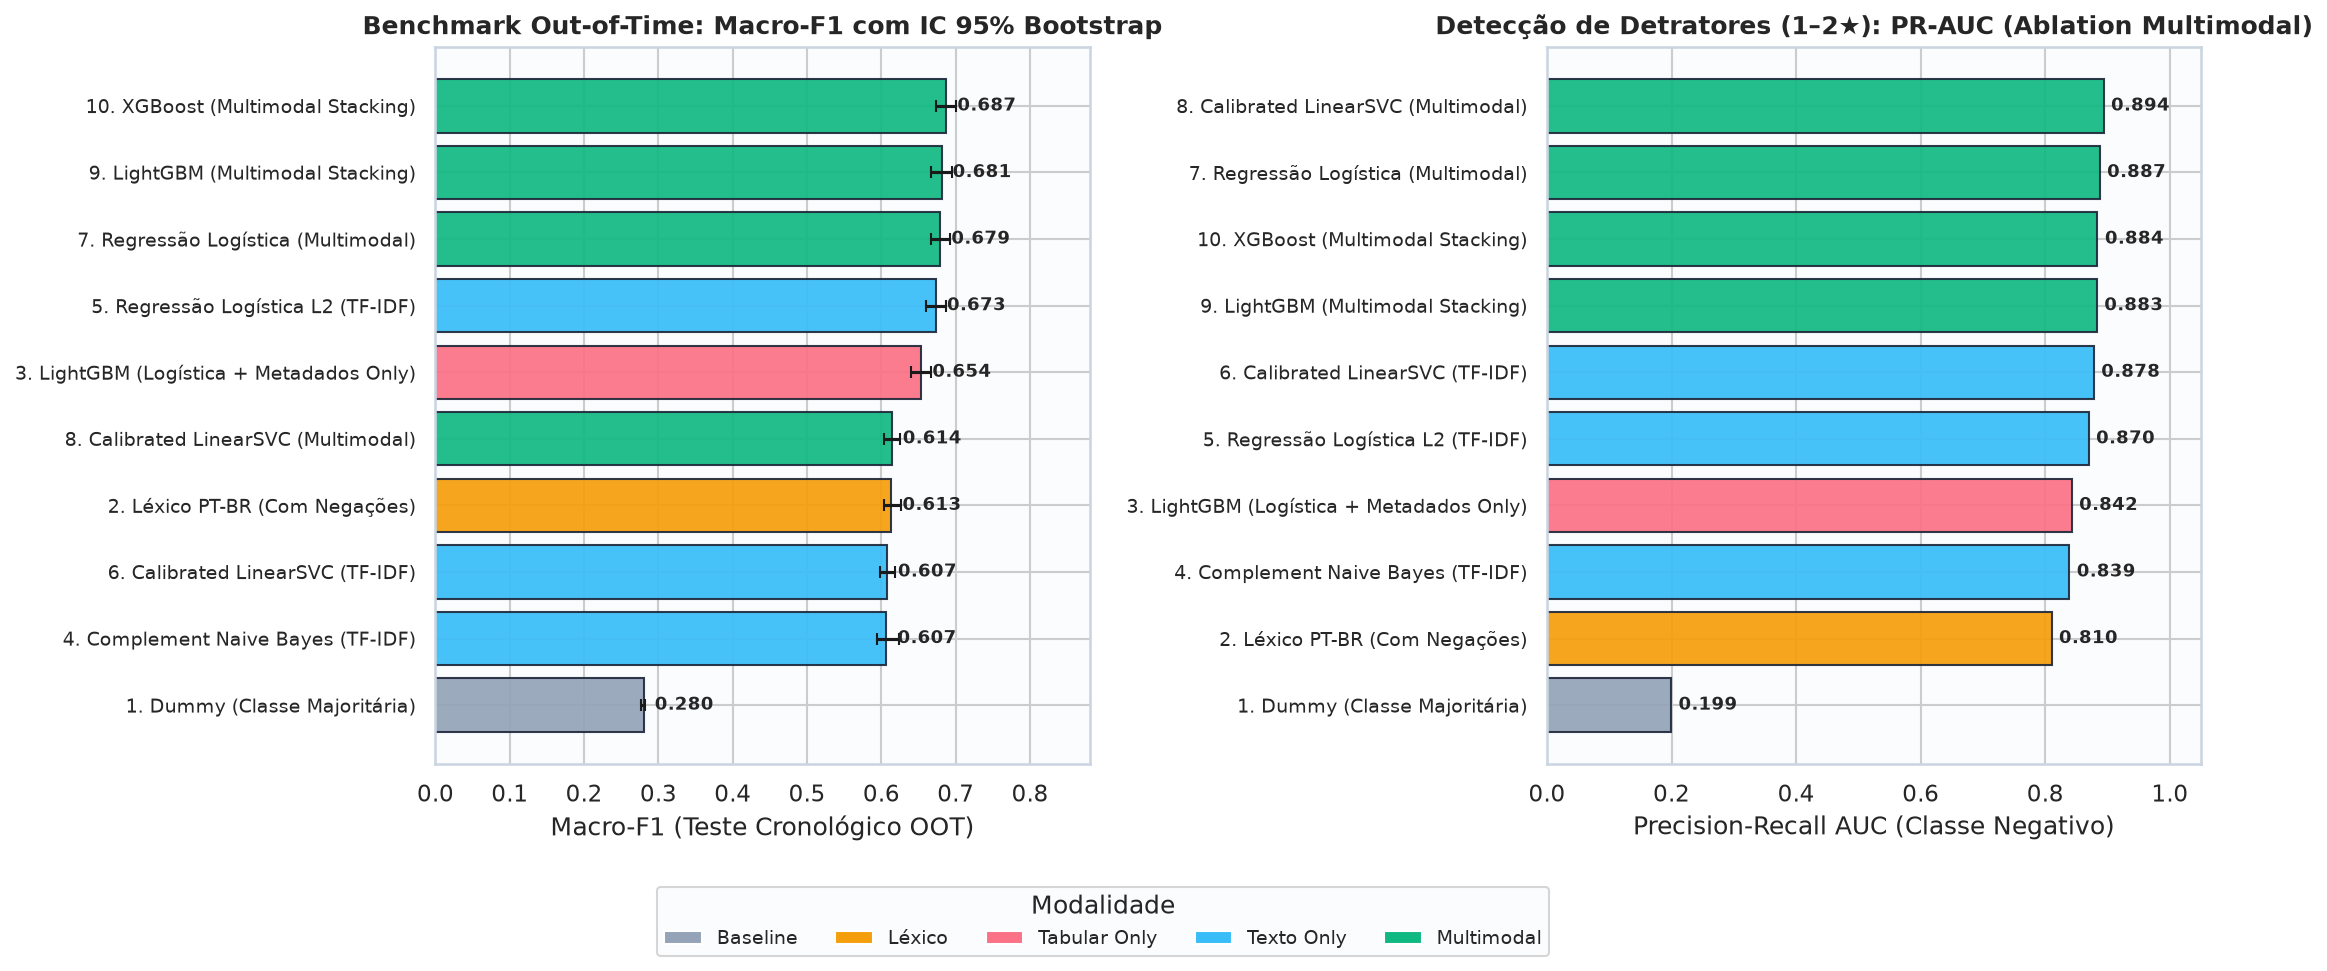 Benchmark Out-of-Time: Macro-F1 com IC 95% Bootstrap
10. XGBoost (Multimodal Stacking)
0.687
9. LightGBM (Multimodal Stacking)
0.681
7. Regressão Logística (Multimodal)
0.679
5. Regressão Logística L2 (TF-IDF)
0.673
3. LightGBM (Logística + Metadados Only)
0.654
8. Calibrated LinearSVC (Multimodal)
0.614
2. Léxico PT-BR (Com Negações)
0.613
6. Calibrated LinearSVC (TF-IDF)
0.607
4. Complement Naive Bayes (TF-IDF)
0.607
1. Dummy (Classe Majoritária)
0.280
0.0 0.1 0.2 0.3 0.4 0.5 0.6 0.7 0.8
Macro-F1 (Teste Cronológico OOT)
Detecção de Detratores (1–2★): PR-AUC (Ablation Multimodal)
8. Calibrated LinearSVC (Multimodal)
0.894
7. Regressão Logística (Multimodal)
0.887
10. XGBoost (Multimodal Stacking)
0.884
9. LightGBM (Multimodal Stacking)
0.883
6. Calibrated LinearSVC (TF-IDF)
0.878
5. Regressão Logística L2 (TF-IDF)
0.870
3. LightGBM (Logística + Metadados Only)
0.842
4. Complement Naive Bayes (TF-IDF)
0.839
2. Léxico PT-BR (Com Negações)
0.810
1. Dummy (Classe Majoritária)
0.199
0.0 0.2 0.4 0.6 0.8 1.0
Precision-Recall AUC (Classe Negativo)
Modalidade
Baseline Léxico Tabular Only Texto Only Multimodal